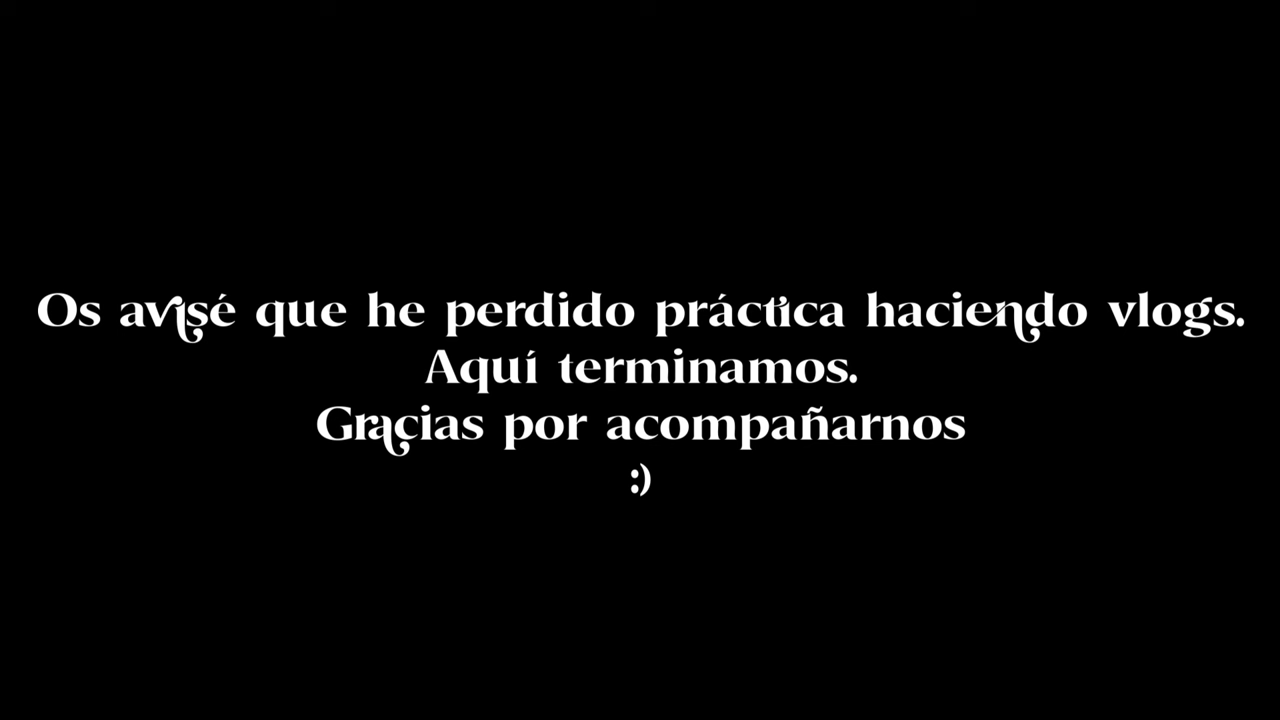 Os avisé que he perdido práctica haciendo vlogs.
Aquí terminamos.
Gracias por acompañarnos
:)